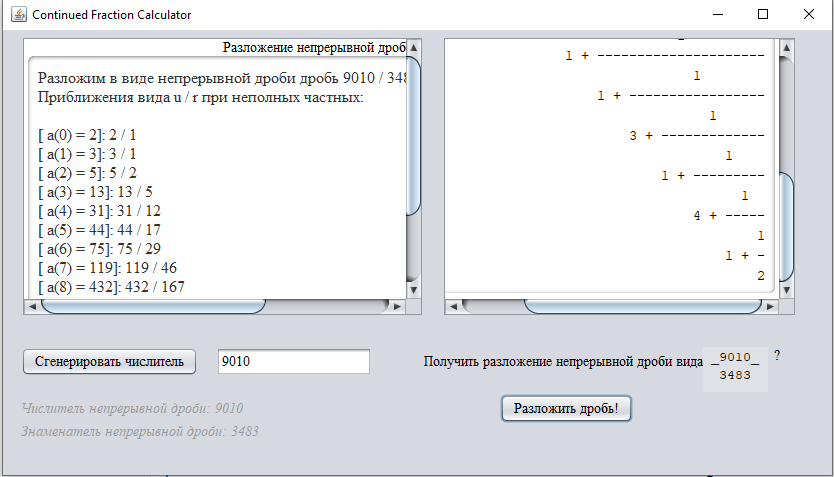 Continued Fraction Calculator
Разложение непрерывной дроб
Разложим в виде непрерывной дроби дробь 9010 / 348
Приближения вида u / r при неполных частных:
[ a(0) = 2]: 2 / 1
[ a(1) = 3]: 3 / 1
[ a(2) = 5]: 5 / 2
[ a(3) = 13]: 13 / 5
[ a(4) = 31]: 31 / 12
[ a(5) = 44]: 44 / 17
[ a(6) = 75]: 75 / 29
[ a(7) = 119]: 119 / 46
[ a(8) = 432]: 432 / 167
1 + ---------------------
1
1 + -----------------
1
3 + -------------
1
1 + ---------
1
4 + -----
1
1 + -
2
Сгенерировать числитель
9010
Получить разложение непрерывной дроби вида _9010_ ?
3483
Разложить дробь!
Числитель непрерывной дроби: 9010
Знаменатель непрерывной дроби: 3483